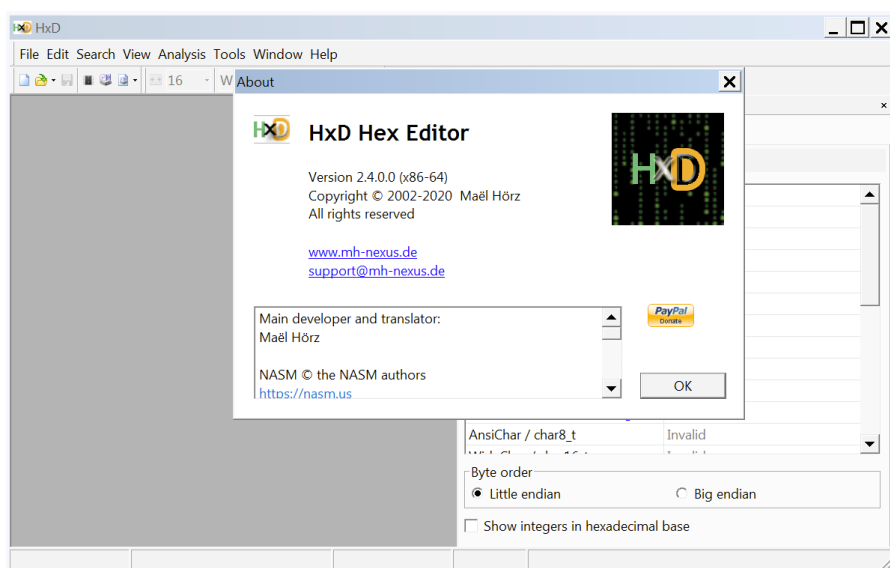 HxD
File Edit Search View Analysis Tools Window Help
16
W
About
HxD
HxD Hex Editor
HxD
Version 2.4.0.0 (x86-64)
Copyright © 2002-2020 Maël Hörz
All rights reserved
www.mh-nexus.de
support@mh-nexus.de
Main developer and translator:
Maël Hörz
NASM © the NASM authors
https://nasm.us
PayPal
Donate
OK
AnsiChar / char8_t Invalid
Byte order
Little endian Big endian
Show integers in hexadecimal base